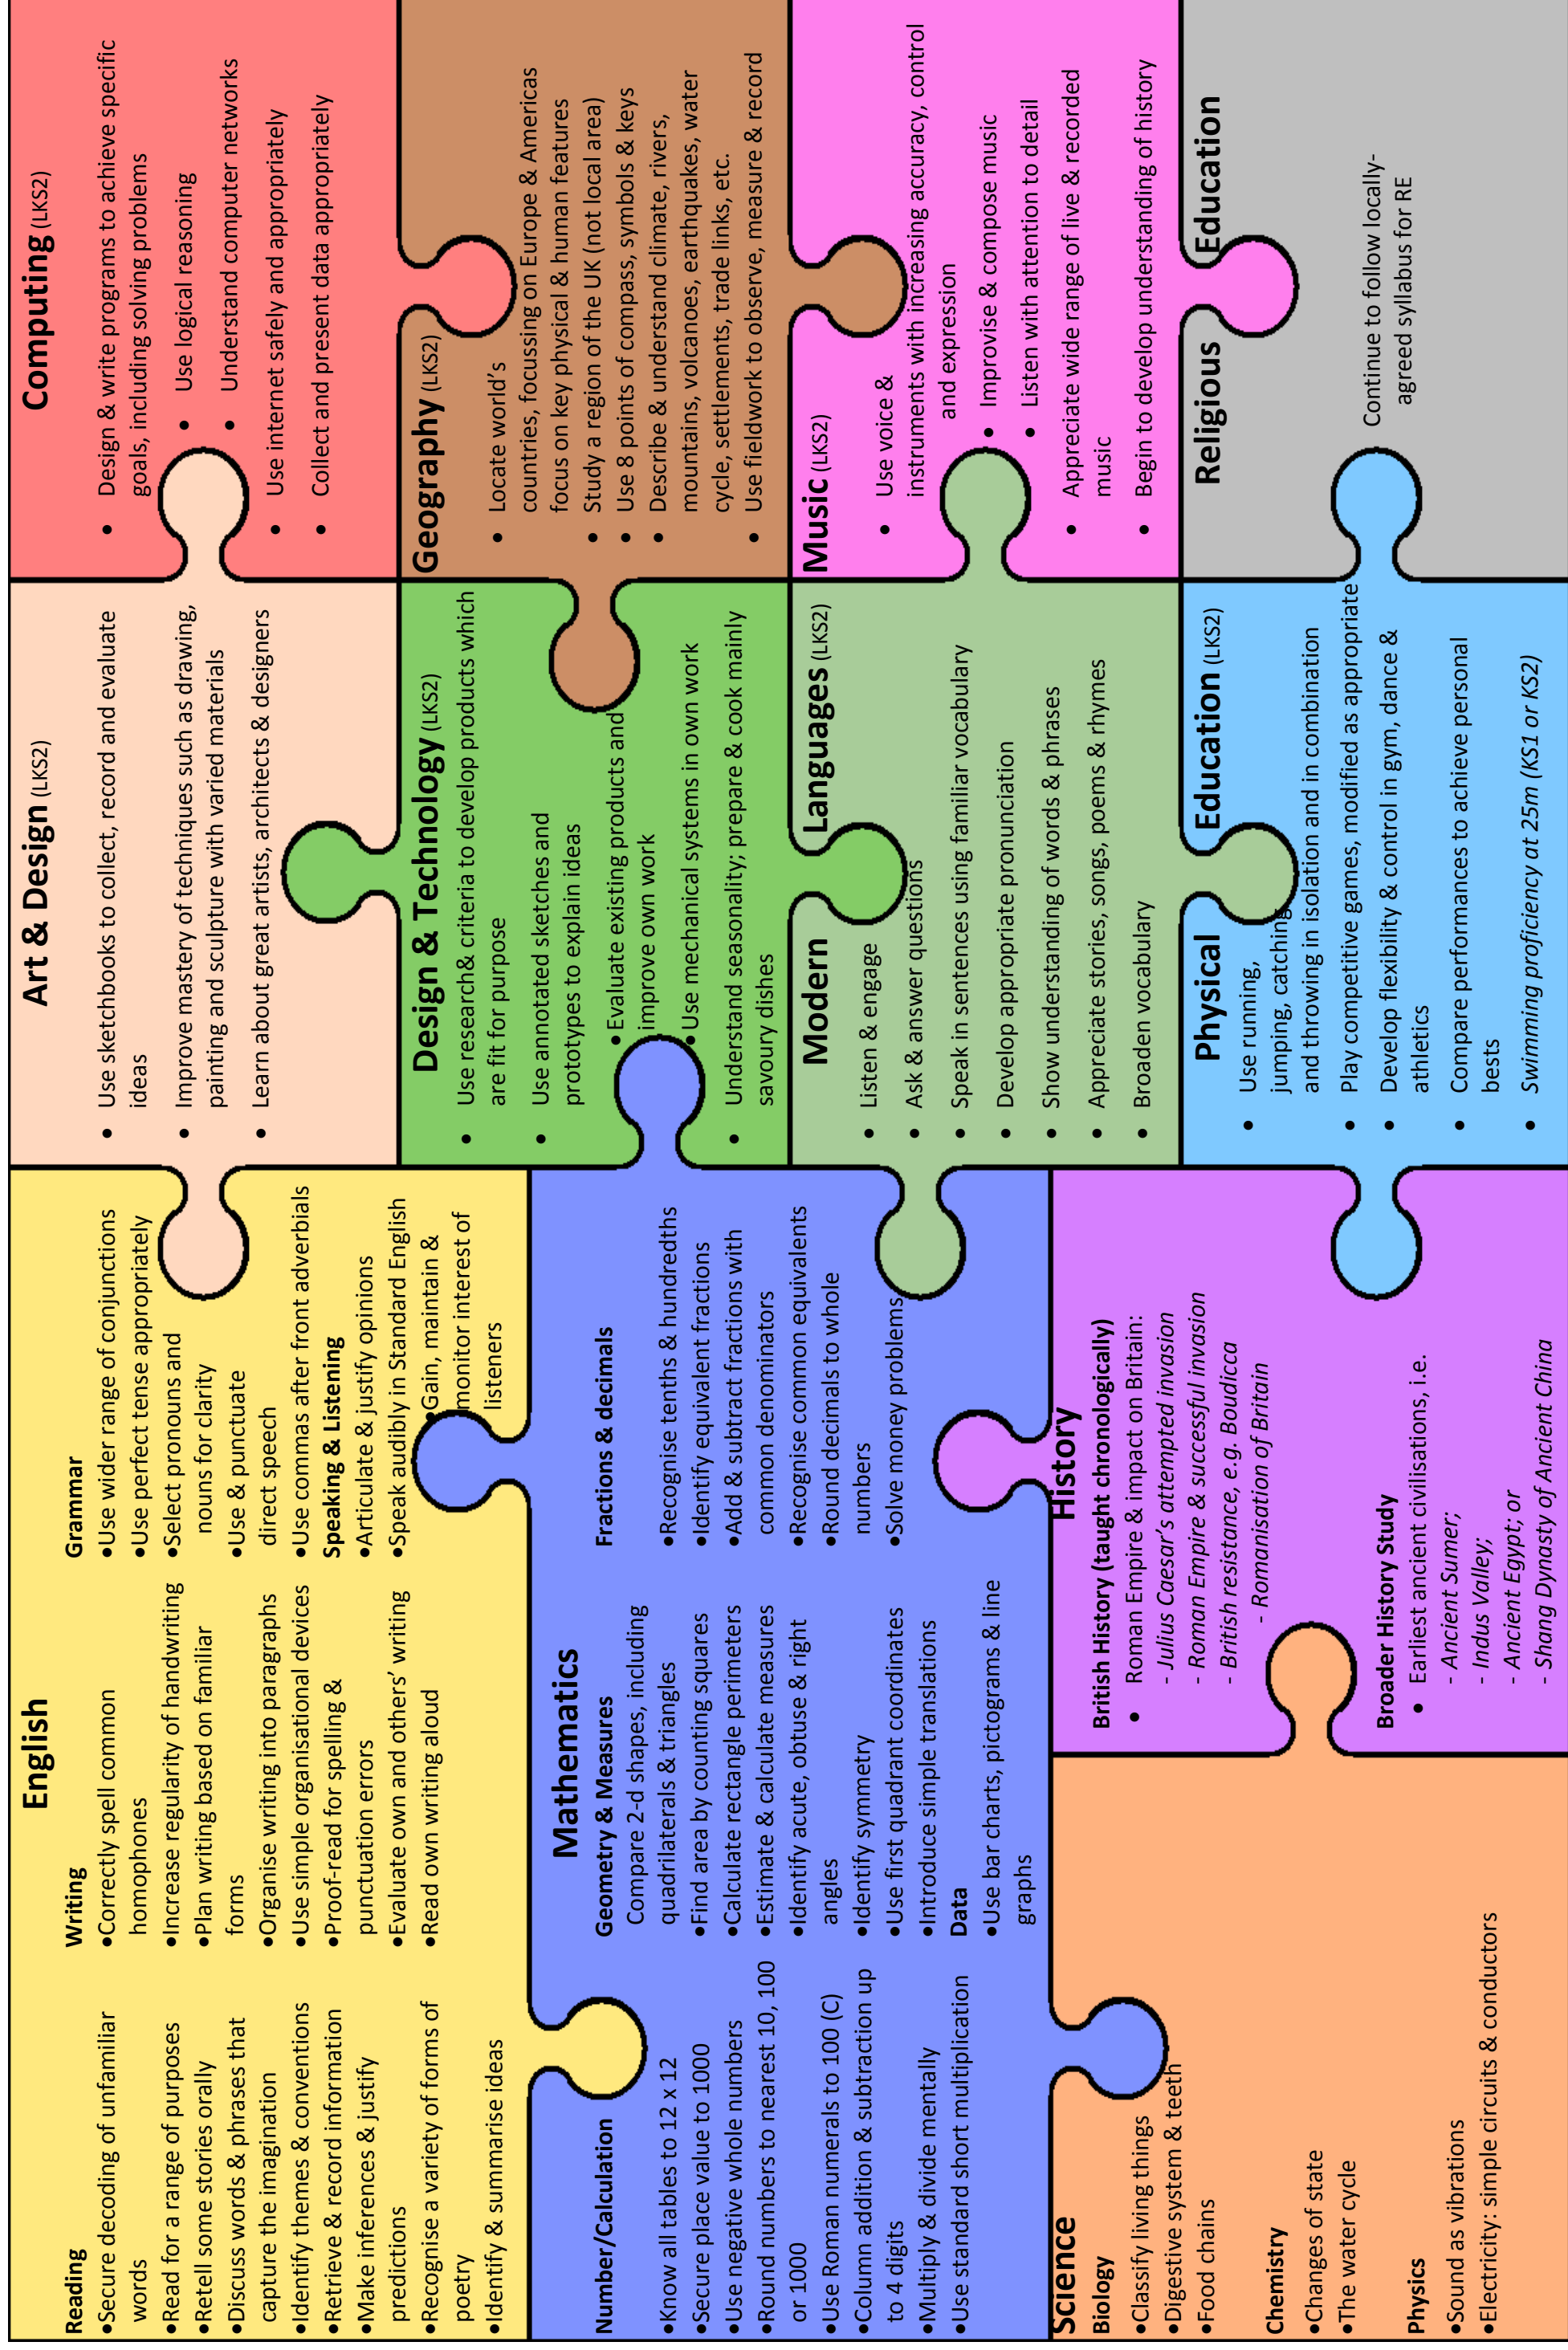 English
Reading
•Secure decoding of unfamiliar
words
•Read for a range of purposes
•Retell some stories orally
•Discuss words & phrases that
capture the imagination
•Identify themes & conventions
•Retrieve & record information
•Make inferences & justify
predictions
•Recognise a variety of forms of
poetry
•Identify & summarise ideas
Writing
•Correctly spell common
homophones
•Increase regularity of handwriting
•Plan writing based on familiar
forms
•Organise writing into paragraphs
•Use simple organisational devices
•Proof-read for spelling &
punctuation errors
•Evaluate own and others’ writing
•Read own writing aloud
Grammar
•Use wider range of conjunctions
•Use perfect tense appropriately
•Select pronouns and
nouns for clarity
•Use & punctuate
direct speech
•Use commas after front adverbials
Speaking & Listening
•Articulate & justify opinions
•Speak audibly in Standard English
•Gain, maintain &
monitor interest of
listeners
Art & Design (LKS2)
• Use sketchbooks to collect, record and evaluate
ideas
• Improve mastery of techniques such as drawing,
painting and sculpture with varied materials
• Learn about great artists, architects & designers
Computing (LKS2)
• Design & write programs to achieve specific
goals, including solving problems
• Use logical reasoning
• Understand computer networks
• Use internet safely and appropriately
• Collect and present data appropriately
Mathematics
Number/Calculation
•Know all tables to 12 x 12
•Secure place value to 1000
•Use negative whole numbers
•Round numbers to nearest 10, 100
or 1000
•Use Roman numerals to 100 (C)
•Column addition & subtraction up
to 4 digits
•Multiply & divide mentally
•Use standard short multiplication
Geometry & Measures
Compare 2-d shapes, including
quadrilaterals & triangles
•Find area by counting squares
•Calculate rectangle perimeters
•Estimate & calculate measures
•Identify acute, obtuse & right
angles
•Identify symmetry
•Use first quadrant coordinates
•Introduce simple translations
Data
•Use bar charts, pictograms & line
graphs
Fractions & decimals
•Recognise tenths & hundredths
•Identify equivalent fractions
•Add & subtract fractions with
common denominators
•Recognise common equivalents
•Round decimals to whole
numbers
•Solve money problems
Design & Technology (LKS2)
• Use research& criteria to develop products which
are fit for purpose
• Use annotated sketches and
prototypes to explain ideas
•Evaluate existing products and
improve own work
•Use mechanical systems in own work
• Understand seasonality; prepare & cook mainly
savoury dishes
Geography (LKS2)
• Locate world’s
countries, focussing on Europe & Americas
focus on key physical & human features
• Study a region of the UK (not local area)
• Use 8 points of compass, symbols & keys
• Describe & understand climate, rivers,
mountains, volcanoes, earthquakes, water
cycle, settlements, trade links, etc.
• Use fieldwork to observe, measure & record
Modern Languages (LKS2)
• Listen & engage
• Ask & answer questions
• Speak in sentences using familiar vocabulary
• Develop appropriate pronunciation
• Show understanding of words & phrases
• Appreciate stories, songs, poems & rhymes
• Broaden vocabulary
Music (LKS2)
• Use voice &
instruments with increasing accuracy, control
and expression
• Improvise & compose music
• Listen with attention to detail
• Appreciate wide range of live & recorded
music
• Begin to develop understanding of history
Science
Biology
•Classify living things
•Digestive system & teeth
•Food chains
Chemistry
•Changes of state
•The water cycle
Physics
•Sound as vibrations
•Electricity: simple circuits & conductors
History
British History (taught chronologically)
• Roman Empire & impact on Britain:
- Julius Caesar’s attempted invasion
- Roman Empire & successful invasion
- British resistance, e.g. Boudicca
- Romanisation of Britain
Broader History Study
• Earliest ancient civilisations, i.e.
- Ancient Sumer;
- Indus Valley;
- Ancient Egypt; or
- Shang Dynasty of Ancient China
Physical Education (LKS2)
• Use running,
jumping, catching
and throwing in isolation and in combination
• Play competitive games, modified as appropriate
• Develop flexibility & control in gym, dance &
athletics
• Compare performances to achieve personal
bests
• Swimming proficiency at 25m (KS1 or KS2)
Religious Education
Continue to follow locally-
agreed syllabus for RE